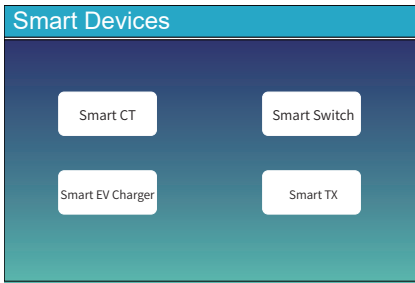 Smart Devices
Smart CT
Smart Switch
Smart EV Charger
Smart TX